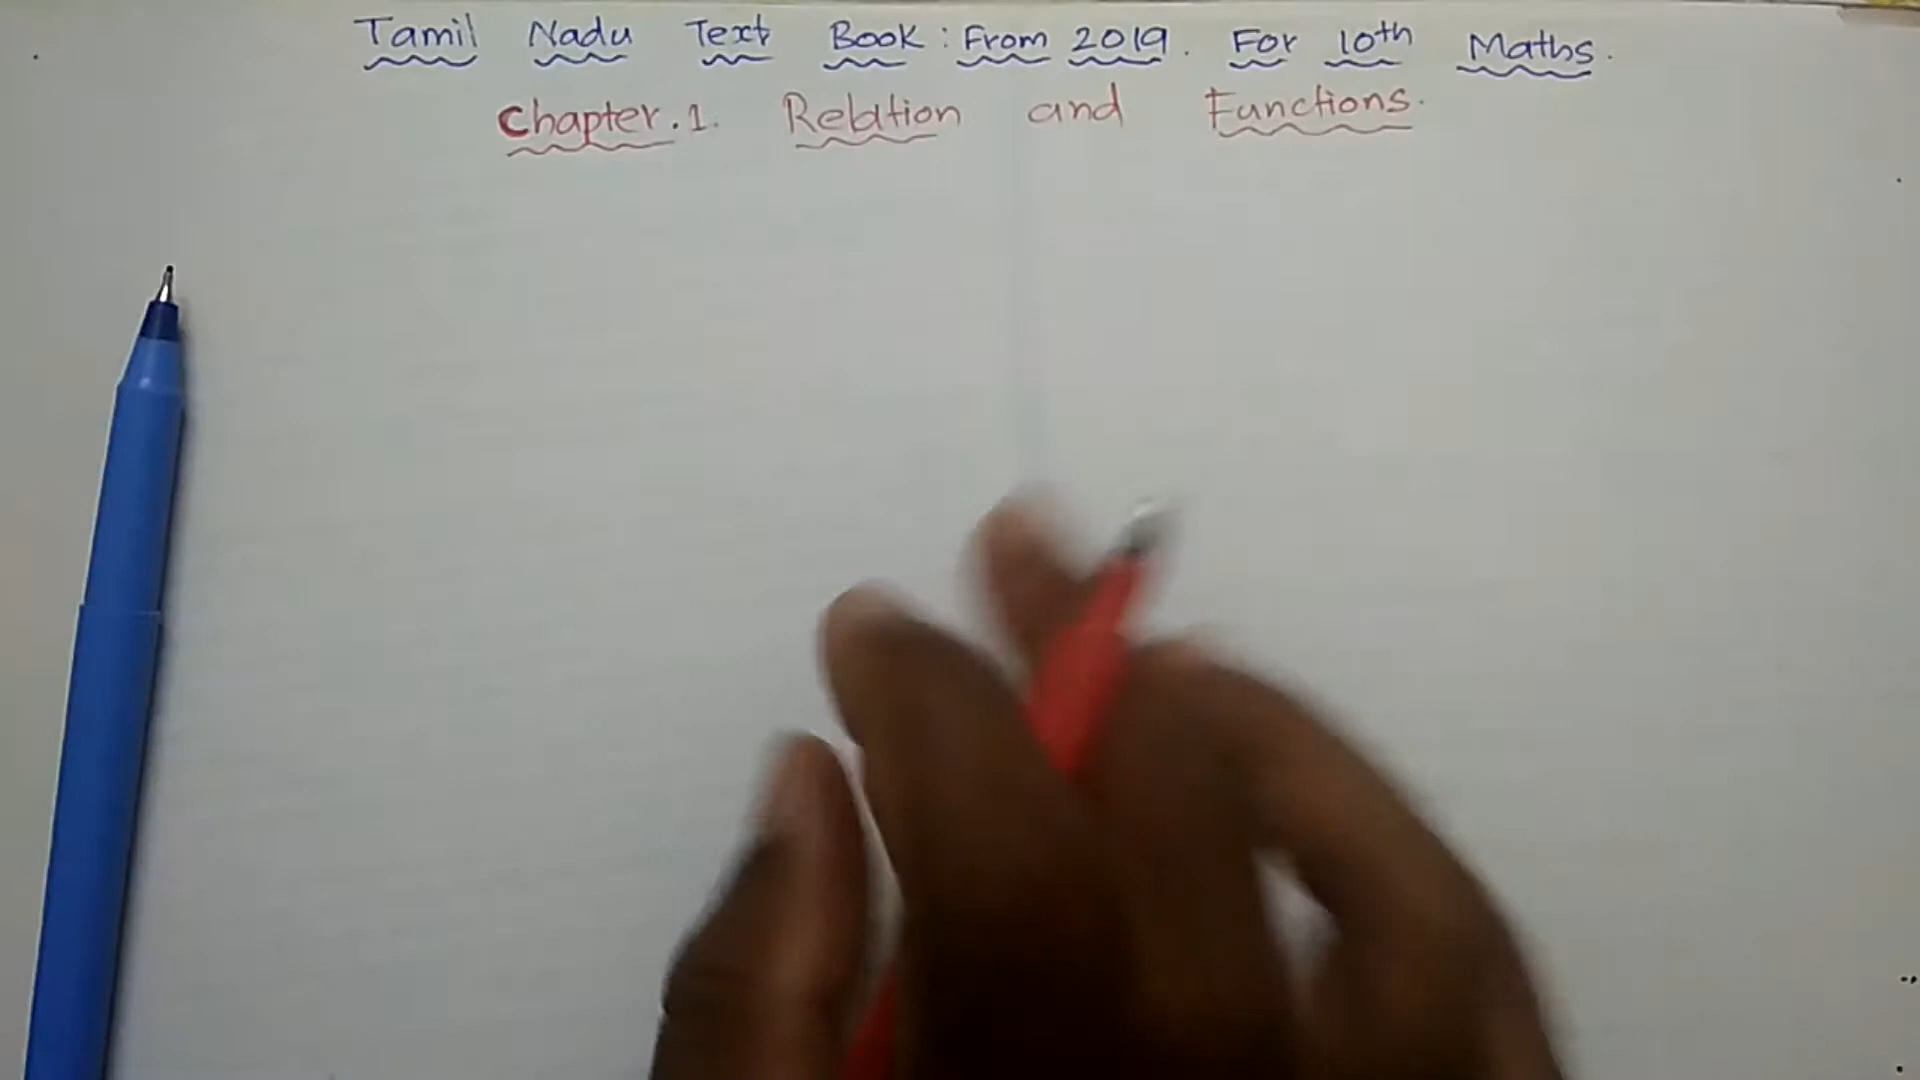 Tamil Nadu Text Book : From 2019. For 10th Maths.
Chapter.1. Relation and Functions.